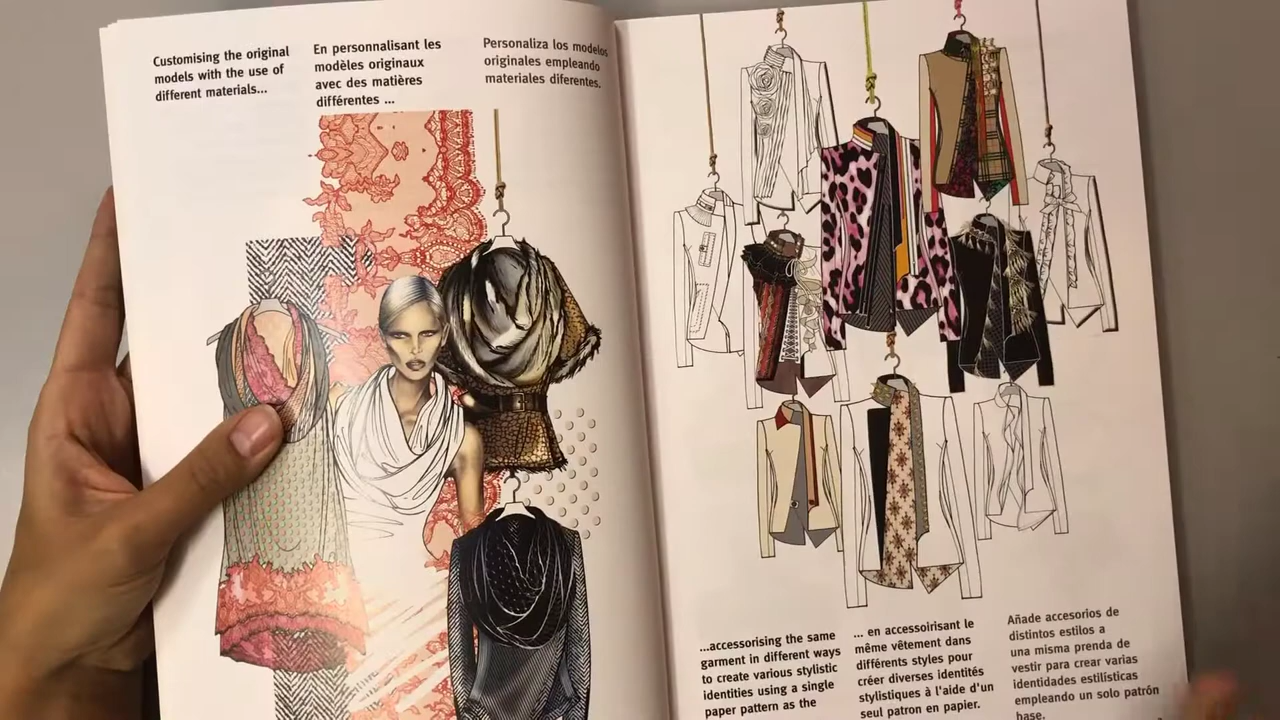 Customising the original
models with the use of
different materials...
En personnalisant les
modèles originaux
avec des matières
différentes ...
Personaliza los modelos
originales empleando
materiales diferentes.
...accessorising the same
garment in different ways
to create various stylistic
identities using a single
paper pattern as the
... en accessoirisant le
même vêtement dans
différents styles pour
créer diverses identités
stylistiques à l'aide d'un
seul patron en papier.
Añade accesorios de
distintos estilos a
una misma prenda de
vestir para crear varias
identidades estilísticas
empleando un solo patrón
base.